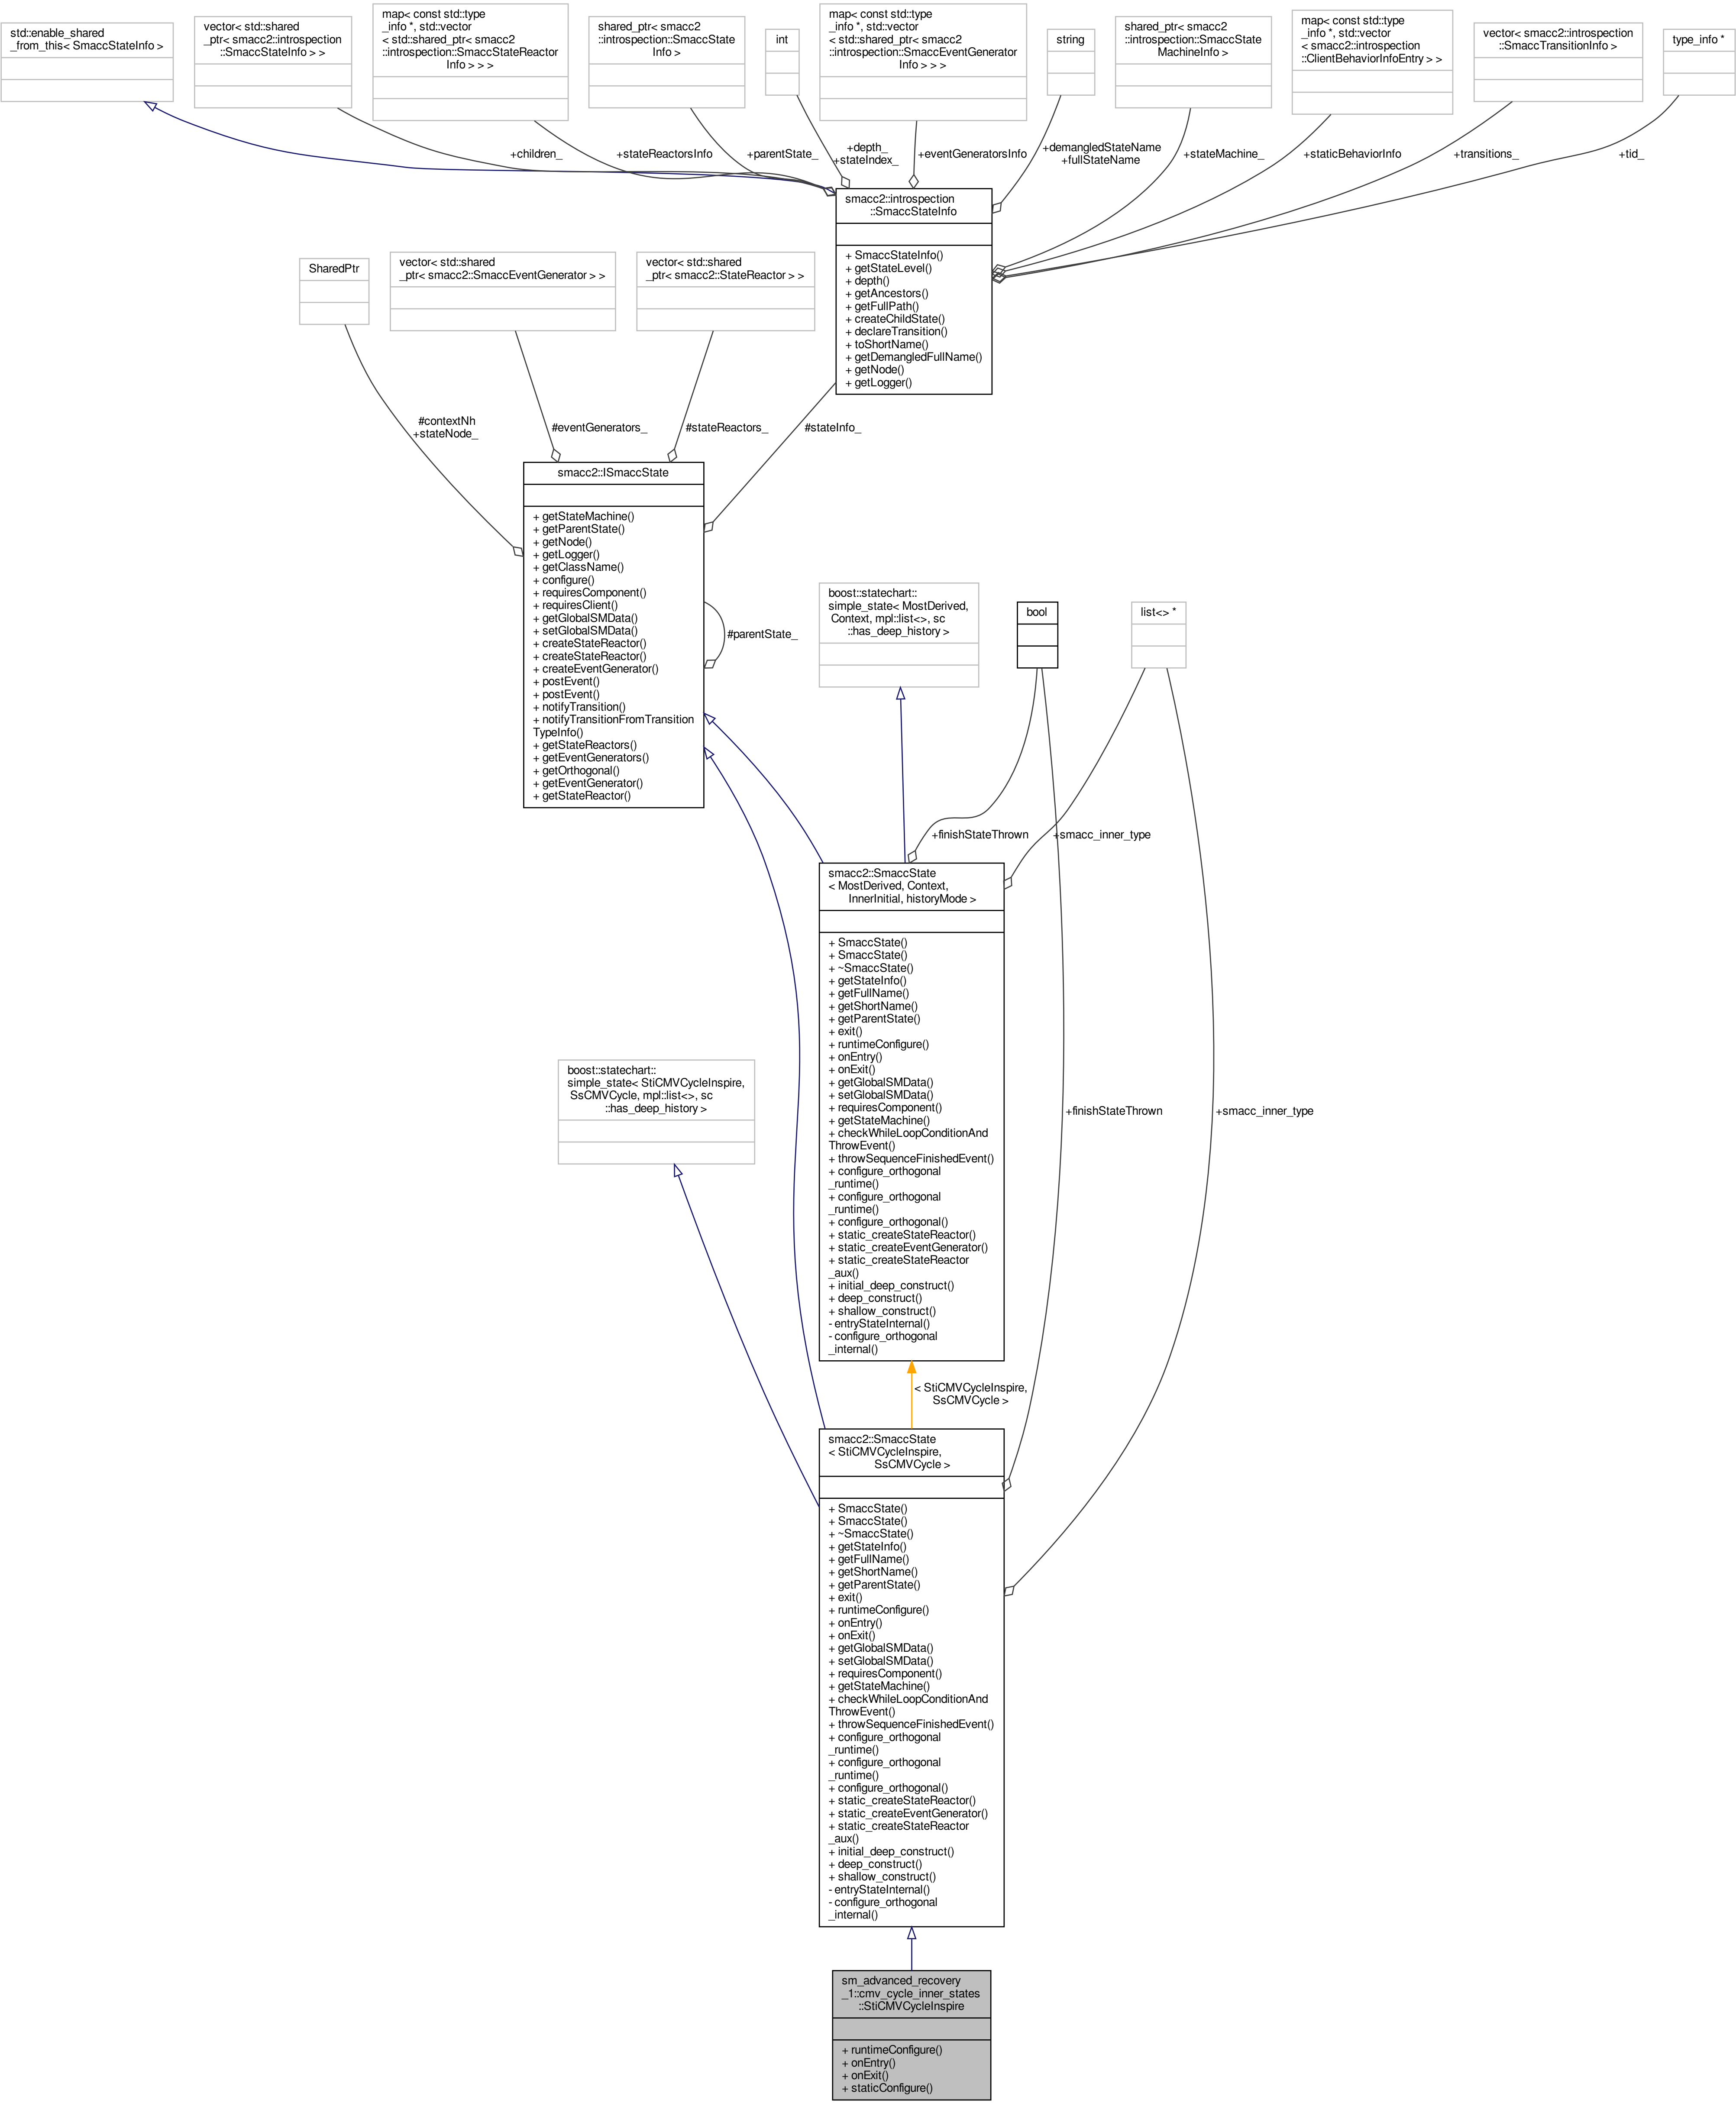 std::enable_shared
_from_this< SmaccStateInfo >
vector< std::shared
_ptr< smacc2::introspection
::SmaccStateInfo > >
map< const std::type
_info *, std::vector
< std::shared_ptr< smacc2
::introspection::SmaccStateReactor
Info > > >
shared_ptr< smacc2
::introspection::SmaccState
Info >
int
map< const std::type
_info *, std::vector
< std::shared_ptr< smacc2
::introspection::SmaccEventGenerator
Info > > >
string
shared_ptr< smacc2
::introspection::SmaccState
MachineInfo >
map< const std::type
_info *, std::vector
< smacc2::introspection
::ClientBehaviorInfoEntry > >
vector< smacc2::introspection
::SmaccTransitionInfo >
type_info *
+children_
+stateReactorsInfo
+parentState_
+depth_
+stateIndex_
+eventGeneratorsInfo
+demangledStateName
+fullStateName
+stateMachine_
+staticBehaviorInfo
+transitions_
+tid_
smacc2::introspection
::SmaccStateInfo
+ SmaccStateInfo()
+ getStateLevel()
+ depth()
+ getAncestors()
+ getFullPath()
+ createChildState()
+ declareTransition()
+ toShortName()
+ getDemangledFullName()
+ getNode()
+ getLogger()
SharedPtr
vector< std::shared
_ptr< smacc2::SmaccEventGenerator > >
vector< std::shared
_ptr< smacc2::StateReactor > >
#contextNh
+stateNode_
#eventGenerators_
#stateReactors_
#stateInfo_
smacc2::ISmaccState
+ getStateMachine()
+ getParentState()
+ getNode()
+ getLogger()
+ getClassName()
+ configure()
+ requiresComponent()
+ requiresClient()
+ getGlobalSMData()
+ setGlobalSMData()
+ createStateReactor()
+ createStateReactor()
+ createEventGenerator()
+ postEvent()
+ postEvent()
+ notifyTransition()
+ notifyTransitionFromTransition
TypeInfo()
+ getStateReactors()
+ getEventGenerators()
+ getOrthogonal()
+ getEventGenerator()
+ getStateReactor()
#parentState_
boost::statechart::
simple_state< MostDerived,
Context, mpl::list<>, sc
::has_deep_history >
bool
list<> *
+finishStateThrown
+smacc_inner_type
smacc2::SmaccState
< MostDerived, Context,
InnerInitial, historyMode >
+ SmaccState()
+ SmaccState()
+ ~SmaccState()
+ getStateInfo()
+ getFullName()
+ getShortName()
+ getParentState()
+ exit()
+ runtimeConfigure()
+ onEntry()
+ onExit()
+ getGlobalSMData()
+ setGlobalSMData()
+ requiresComponent()
+ getStateMachine()
+ checkWhileLoopConditionAnd
ThrowEvent()
+ throwSequenceFinishedEvent()
+ configure_orthogonal
_runtime()
+ configure_orthogonal
_runtime()
+ configure_orthogonal()
+ static_createStateReactor()
+ static_createEventGenerator()
+ static_createStateReactor
_aux()
+ initial_deep_construct()
+ deep_construct()
+ shallow_construct()
- entryStateInternal()
- configure_orthogonal
_internal()
boost::statechart::
simple_state< StiCMVCycleInspire,
SsCMVCycle, mpl::list<>, sc
::has_deep_history >
+finishStateThrown
+smacc_inner_type
< StiCMVCycleInspire,
SsCMVCycle >
smacc2::SmaccState
< StiCMVCycleInspire,
SsCMVCycle >
+ SmaccState()
+ SmaccState()
+ ~SmaccState()
+ getStateInfo()
+ getFullName()
+ getShortName()
+ getParentState()
+ exit()
+ runtimeConfigure()
+ onEntry()
+ onExit()
+ getGlobalSMData()
+ setGlobalSMData()
+ requiresComponent()
+ getStateMachine()
+ checkWhileLoopConditionAnd
ThrowEvent()
+ throwSequenceFinishedEvent()
+ configure_orthogonal
_runtime()
+ configure_orthogonal
_runtime()
+ configure_orthogonal()
+ static_createStateReactor()
+ static_createEventGenerator()
+ static_createStateReactor
_aux()
+ initial_deep_construct()
+ deep_construct()
+ shallow_construct()
- entryStateInternal()
- configure_orthogonal
_internal()
sm_advanced_recovery
_1::cmv_cycle_inner_states
::StiCMVCycleInspire
+ runtimeConfigure()
+ onEntry()
+ onExit()
+ staticConfigure()